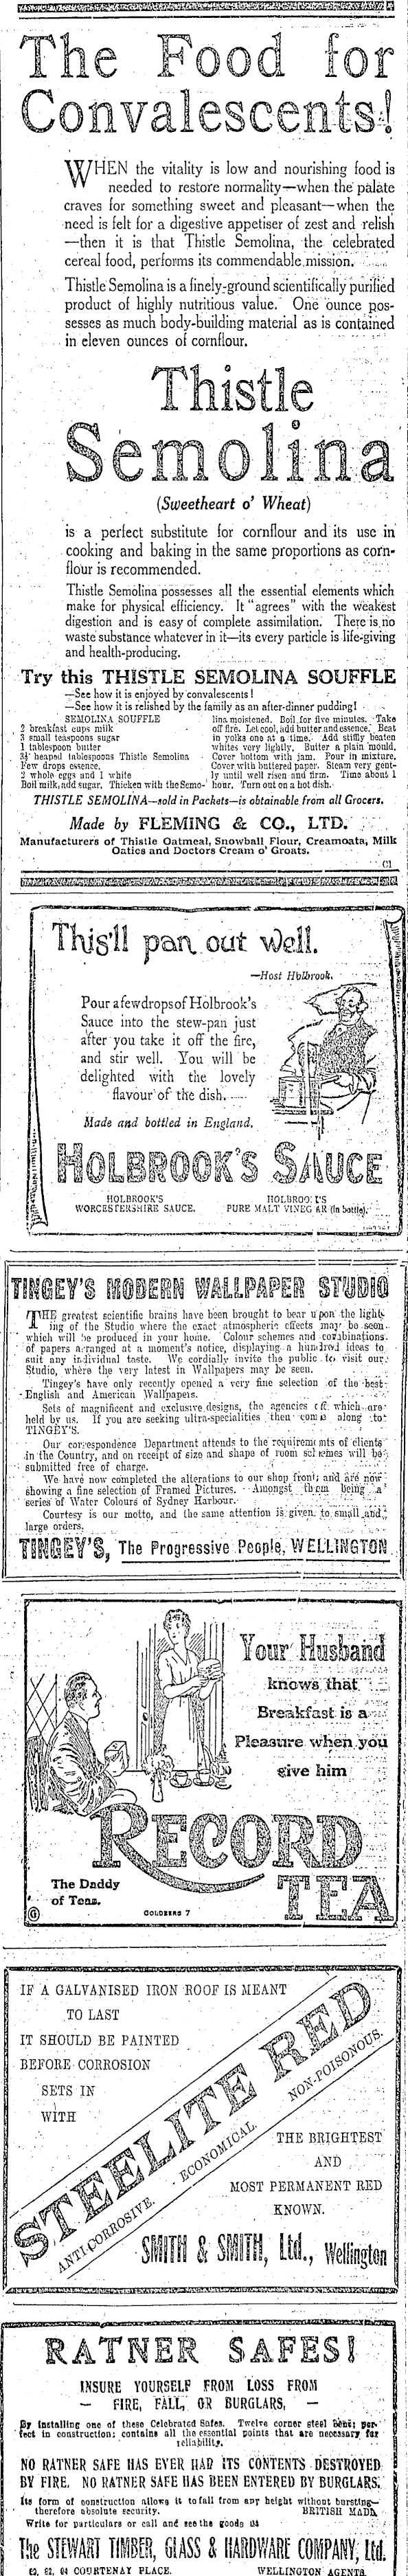 The Food for
Convalescents!
WHEN the vitality is low and nourishing food is
needed to restore normality—when the palate
craves for something sweet and pleasant—when the
need is felt for a digestive appetiser of zest and relish
—then it is that Thistle Semolina, the celebrated
cereal food, performs its commendable mission.
Thistle Semolina is a finely-ground scientifically purified
product of highly nutritious value. One ounce pos-
sesses as much body-building material as is contained
in eleven ounces of cornflour.
Thistle
Semolina
(Sweetheart o' Wheat)
is a perfect substitute for cornflour and its use in
cooking and baking in the same proportions as corn-
flour is recommended.
Thistle Semolina possesses all the essential elements which
make for physical efficiency. It "agrees" with the weakest
digestion and is easy of complete assimilation. There is no
waste substance whatever in it—its every particle is life-giving
and health-producing.
Try this THISTLE SEMOLINA SOUFFLE
—See how it is enjoyed by convalescents!
—See how it is relished by the family as an after-dinner pudding!
SEMOLINA SOUFFLE
2 breakfast cups milk
3 small teaspoons sugar
1 tablespoon butter
3½ heaped tablespoons Thistle Semolina
Few drops essence.
2 whole eggs and 1 white
Boil milk, add sugar. Thicken with the Semo-
lina moistened. Boil for five minutes. Take
off fire. Let cool, add butter and essence. Beat
in yolks one at a time. Add stiffly beaten
whites very lightly. Butter a plain mould.
Cover bottom with jam. Pour in mixture.
Cover with buttered paper. Steam very gent-
ly until well risen and firm. Time about 1
hour. Turn out on a hot dish.
THISTLE SEMOLINA—sold in Packets—is obtainable from all Grocers.
Made by FLEMING & CO., LTD.
Manufacturers of Thistle Oatmeal, Snowball Flour, Creamoata, Milk
Oatics and Doctors Cream o' Groats.
C1
This'll pan out well.
—Host Holbrook.
Pour a few drops of Holbrook's
Sauce into the stew-pan just
after you take it off the fire,
and stir well. You will be
delighted with the lovely
flavour of the dish.
Made and bottled in England.
HOLBROOK'S SAUCE
HOLBROOK'S
WORCESTERSHIRE SAUCE.
HOLBROOK'S
PURE MALT VINEGAR (in bottle).
TINGEY'S MODERN WALLPAPER STUDIO
THE greatest scientific brains have been brought to bear upon the light-
ing of the Studio where the exact atmospheric effects may be seen
which will be produced in your home. Colour schemes and combinations
of papers arranged at a moment's notice, displaying a hundred ideas to
suit any individual taste. We cordially invite the public to visit our
Studio, where the very latest in Wallpapers may be seen.
Tingey's have only recently opened a very fine selection of the best
English and American Wallpapers.
Sets of magnificent and exclusive designs, the agencies of which are
held by us. If you are seeking ultra-specialities then come along to
TINGEY'S.
Our correspondence Department attends to the requirements of clients
in the Country, and on receipt of size and shape of room schemes will be
submitted free of charge.
We have now completed the alterations to our shop front; and are now
showing a fine selection of Framed Pictures. Amongst them being a
series of Water Colours of Sydney Harbour.
Courtesy is our motto, and the same attention is given to small and
large orders.
TINGEY'S, The Progressive People, WELLINGTON
Your Husband
knows that
Breakfast is a
Pleasure when you
give him
RECORD
TEA
The Daddy
of Teas.
G
GOLDBERG 7
IF A GALVANISED IRON ROOF IS MEANT
TO LAST
IT SHOULD BE PAINTED
BEFORE CORROSION
SETS IN
WITH
STEELITE RED
ANTI-CORROSIVE. ECONOMICAL. NON-POISONOUS.
THE BRIGHTEST
AND
MOST PERMANENT RED
KNOWN.
SMITH & SMITH, Ltd., Wellington
RATNER SAFES!
INSURE YOURSELF FROM LOSS FROM
— FIRE, FALL, OR BURGLARS, —
By installing one of these Celebrated Safes. Twelve corner steel bent; per-
fect in construction: contains all the essential points that are necessary for
reliability.
NO RATNER SAFE HAS EVER HAD ITS CONTENTS DESTROYED
BY FIRE. NO RATNER SAFE HAS BEEN ENTERED BY BURGLARS.
Its form of construction allows it to fall from any height without bursting—
therefore absolute security. BRITISH MADE
Write for particulars or call and see the goods at
The STEWART TIMBER, GLASS & HARDWARE COMPANY, Ltd.
62, 62, 64 COURTENAY PLACE. WELLINGTON AGENTS.